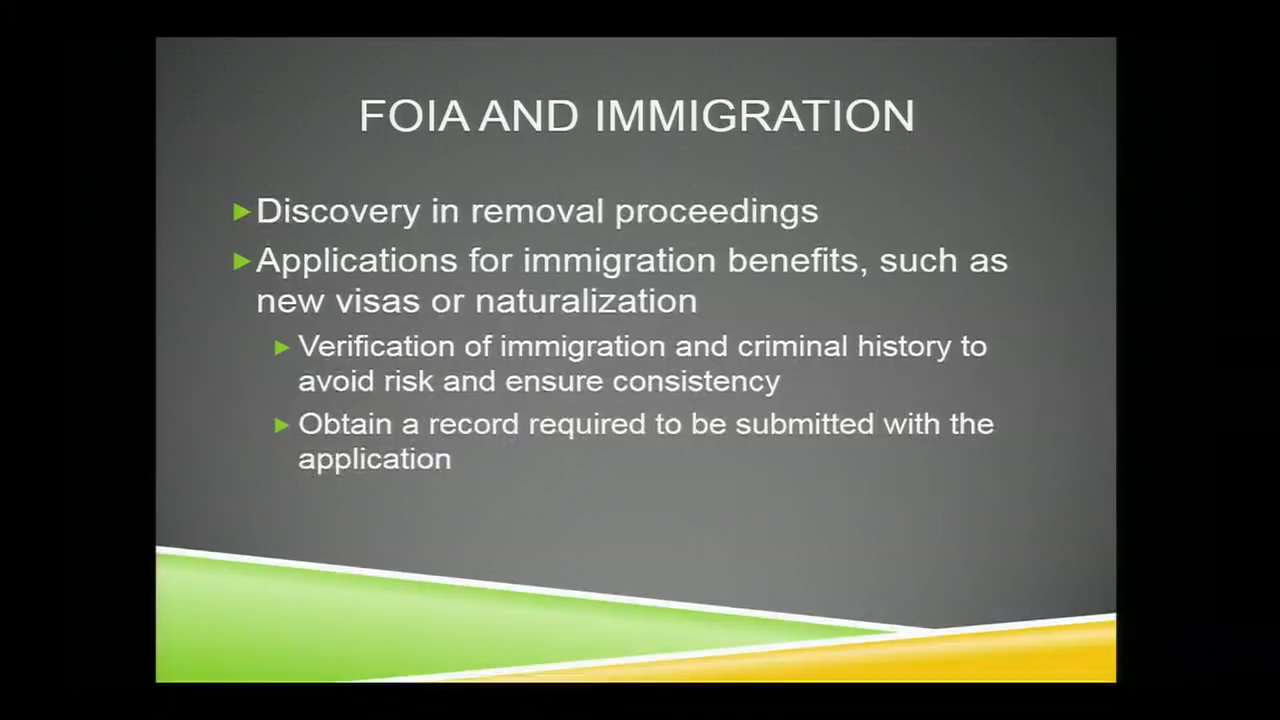 FOIA AND IMMIGRATION
Discovery in removal proceedings
Applications for immigration benefits, such as
new visas or naturalization
Verification of immigration and criminal history to
avoid risk and ensure consistency
Obtain a record required to be submitted with the
application